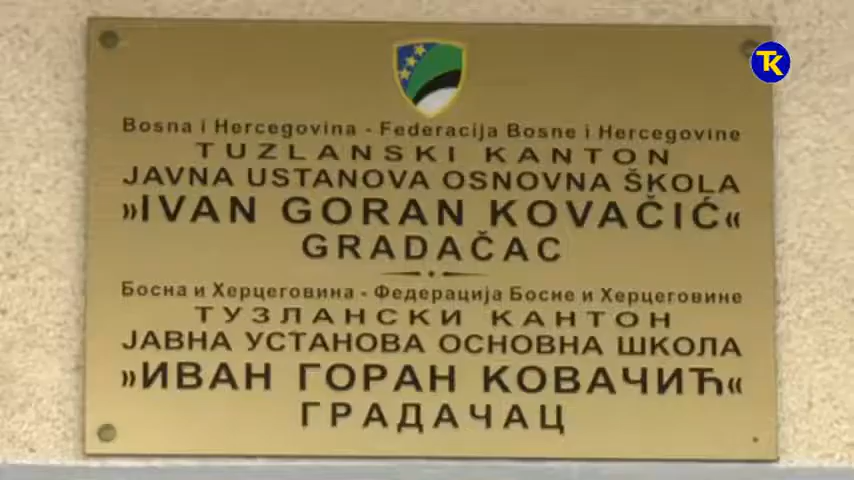 TK
Bosna i Hercegovina - Federacija Bosne i Hercegovine
TUZLANSKI KANTON
JAVNA USTANOVA OSNOVNA ŠKOLA
»IVAN GORAN KOVAČIĆ«
GRADAČAC
Босна и Херцеговина - Федерација Босне и Херцеговине
ТУЗЛАНСКИ КАНТОН
ЈАВНА УСТАНОВА ОСНОВНА ШКОЛА
»ИВАН ГОРАН КОВАЧИЋ«
ГРАДАЧАЦ